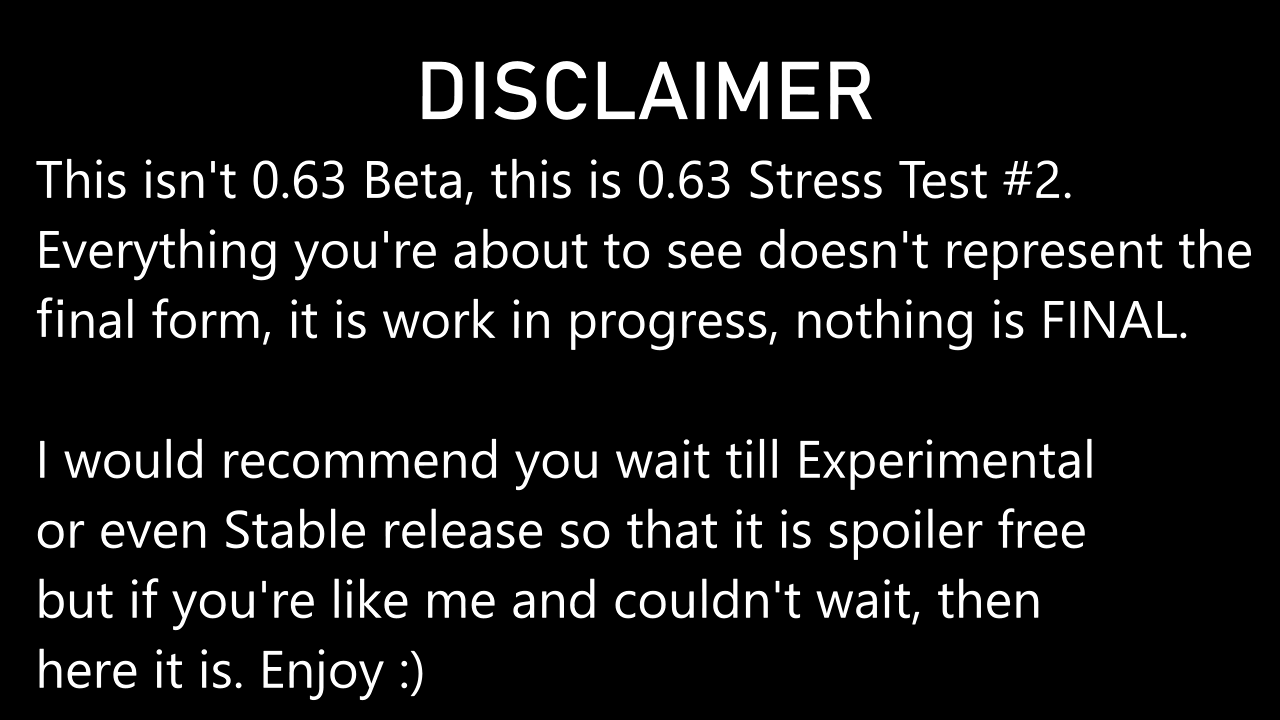 DISCLAIMER
This isn't 0.63 Beta, this is 0.63 Stress Test #2.
Everything you're about to see doesn't represent the
final form, it is work in progress, nothing is FINAL.
I would recommend you wait till Experimental
or even Stable release so that it is spoiler free
but if you're like me and couldn't wait, then
here it is. Enjoy :)